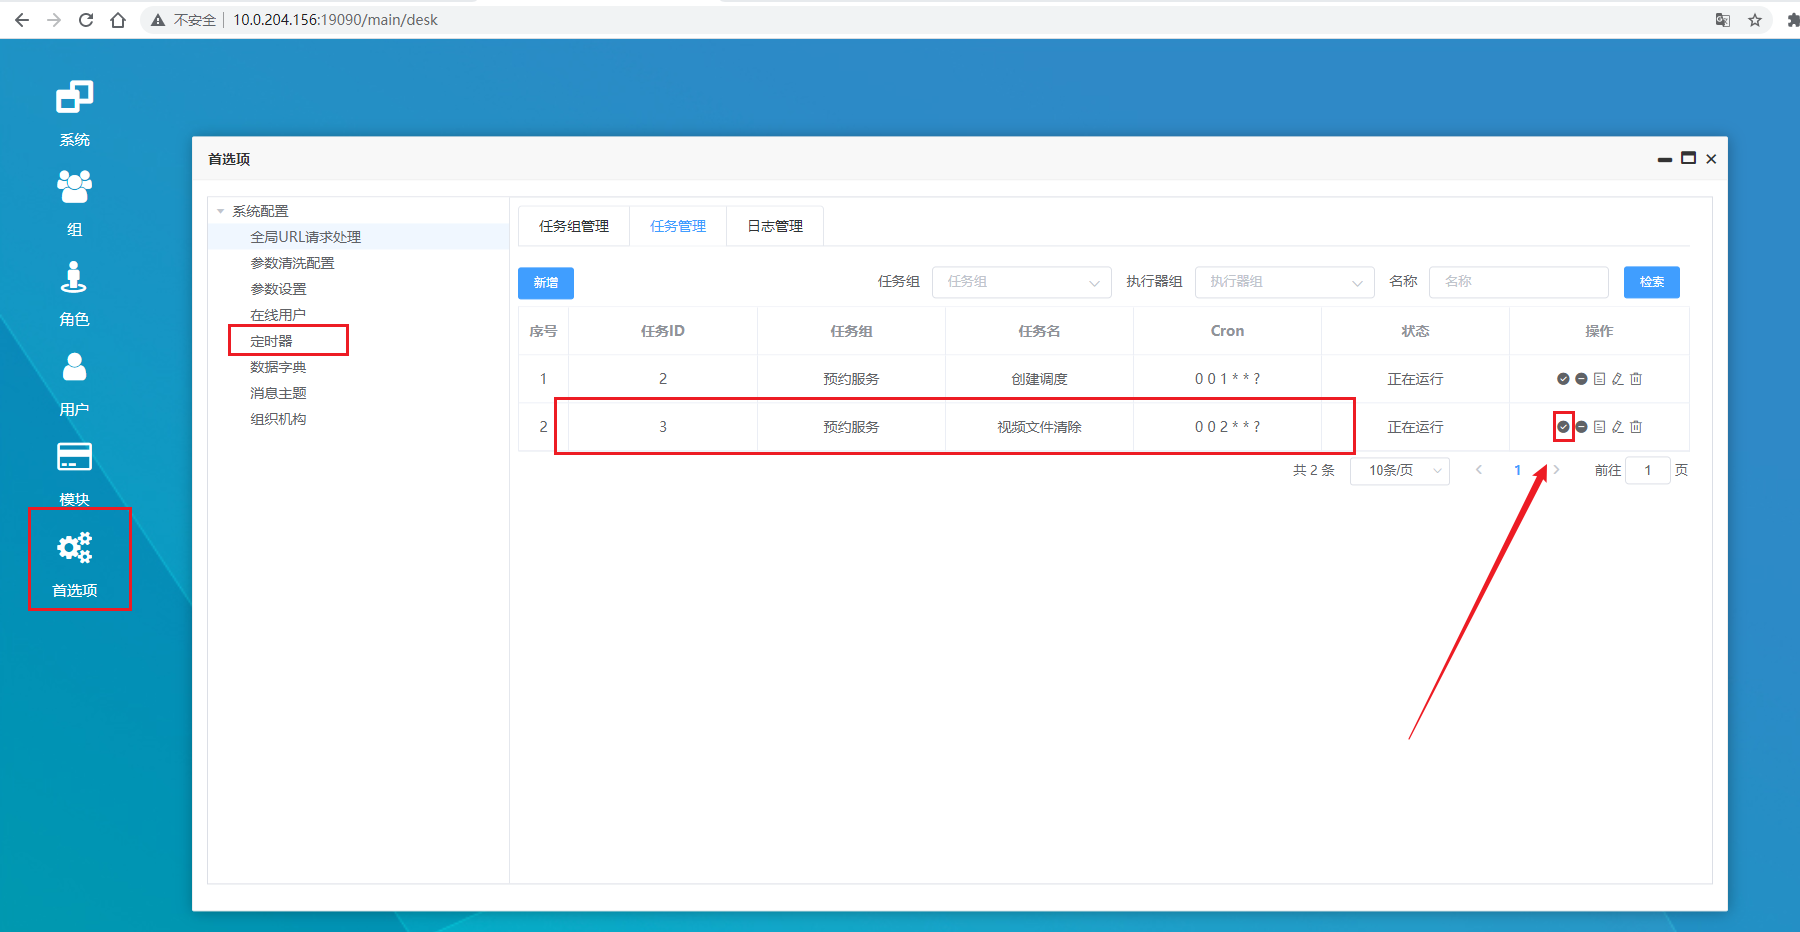 不安全 10.0.204.156:19090/main/desk
系统
组
角色
用户
模块
首选项
首选项
系统配置
全局URL请求处理
参数清洗配置
参数设置
在线用户
定时器
数据字典
消息主题
组织机构
任务组管理 任务管理 日志管理
新增 任务组 任务组 执行器组 执行器组 名称 名称 检索
序号 任务ID 任务组 任务名 Cron 状态 操作
1 2 预约服务 创建调度 0 0 1 * * ? 正在运行
2 3 预约服务 视频文件清除 0 0 2 * * ? 正在运行
共 2 条 10条/页 1 前往 1 页